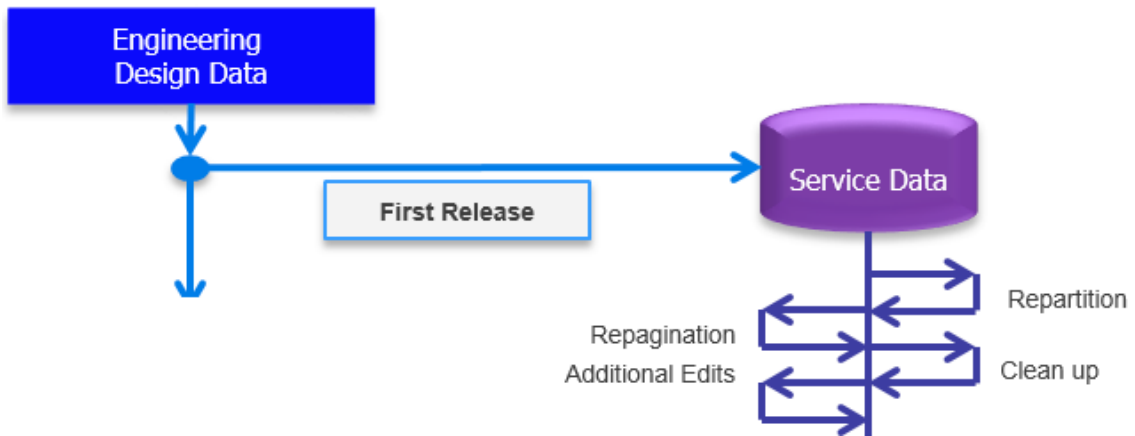 Engineering
Design Data
Service Data
First Release
Repartition
Repagination
Clean up
Additional Edits